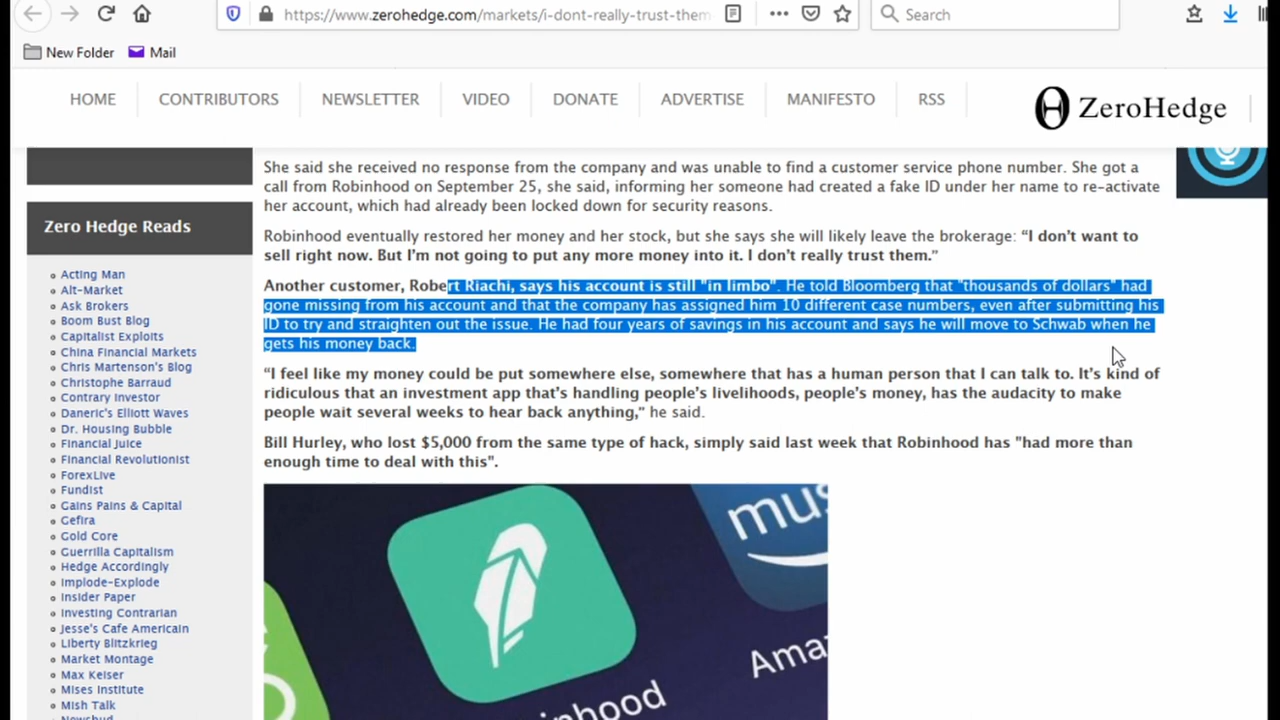 https://www.zerohedge.com/markets/i-dont-really-trust-them
Search
New Folder
Mail
HOME
CONTRIBUTORS
NEWSLETTER
VIDEO
DONATE
ADVERTISE
MANIFESTO
RSS
ZeroHedge
Zero Hedge Reads
Acting Man
Alt-Market
Ask Brokers
Boom Bust Blog
Capitalist Exploits
China Financial Markets
Chris Martenson's Blog
Christophe Barraud
Contrary Investor
Daneric's Elliott Waves
Dr. Housing Bubble
Financial Juice
Financial Revolutionist
ForexLive
Fundist
Gains Pains & Capital
Gefira
Gold Core
Guerrilla Capitalism
Hedge Accordingly
Implode-Explode
Insider Paper
Investing Contrarian
Jesse's Cafe Americain
Liberty Blitzkrieg
Market Montage
Max Keiser
Mises Institute
Mish Talk
Newsbud
She said she received no response from the company and was unable to find a customer service phone number. She got a
call from Robinhood on September 25, she said, informing her someone had created a fake ID under her name to re-activate
her account, which had already been locked down for security reasons.
Robinhood eventually restored her money and her stock, but she says she will likely leave the brokerage: “I don’t want to
sell right now. But I’m not going to put any more money into it. I don’t really trust them.”
Another customer, Robert Riachi, says his account is still "in limbo". He told Bloomberg that "thousands of dollars" had
gone missing from his account and that the company has assigned him 10 different case numbers, even after submitting his
ID to try and straighten out the issue. He had four years of savings in his account and says he will move to Schwab when he
gets his money back.
“I feel like my money could be put somewhere else, somewhere that has a human person that I can talk to. It’s kind of
ridiculous that an investment app that’s handling people’s livelihoods, people’s money, has the audacity to make
people wait several weeks to hear back anything,” he said.
Bill Hurley, who lost $5,000 from the same type of hack, simply said last week that Robinhood has "had more than
enough time to deal with this".
mus
Ama
inhood